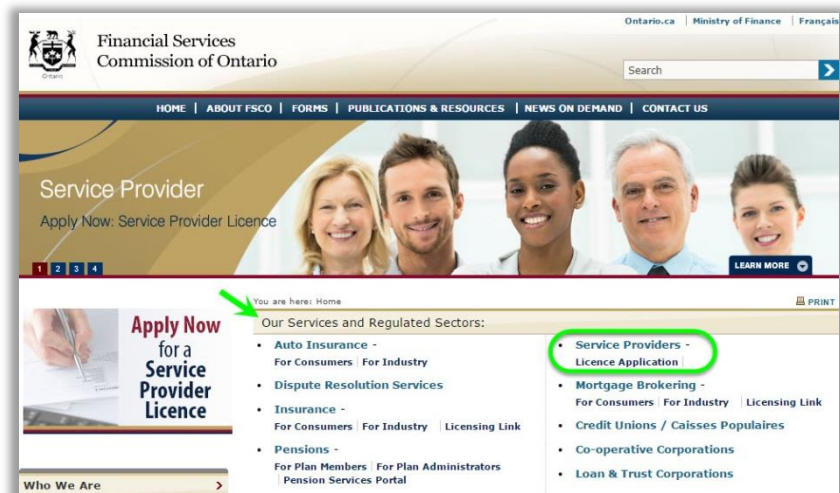 Ontario.ca | Ministry of Finance | Français
Financial Services
Commission of Ontario
Ontario
Search
HOME | ABOUT FSCO | FORMS | PUBLICATIONS & RESOURCES | NEWS ON DEMAND | CONTACT US
Service Provider
Apply Now: Service Provider Licence
1 2 3 4
LEARN MORE
You are here: Home
PRINT
Apply Now
for a
Service
Provider
Licence
Our Services and Regulated Sectors:
• Auto Insurance -
For Consumers | For Industry
• Dispute Resolution Services
• Insurance -
For Consumers | For Industry | Licensing Link
• Pensions -
For Plan Members | For Plan Administrators
| Pension Services Portal
• Service Providers -
Licence Application |
• Mortgage Brokering -
For Consumers | For Industry | Licensing Link
• Credit Unions / Caisses Populaires
• Co-operative Corporations
• Loan & Trust Corporations
Who We Are >